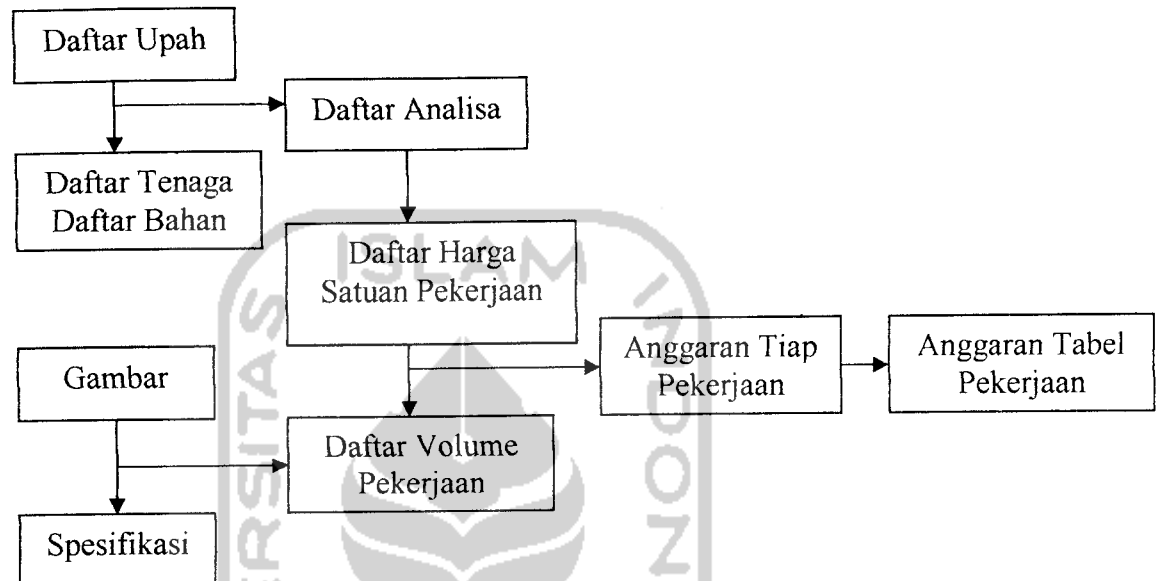 Daftar Upah
Daftar Analisa
Daftar Tenaga
Daftar Bahan
Daftar Harga
Satuan Pekerjaan
Gambar
Anggaran Tiap
Pekerjaan
Anggaran Tabel
Pekerjaan
Daftar Volume
Pekerjaan
Spesifikasi
ISLAM